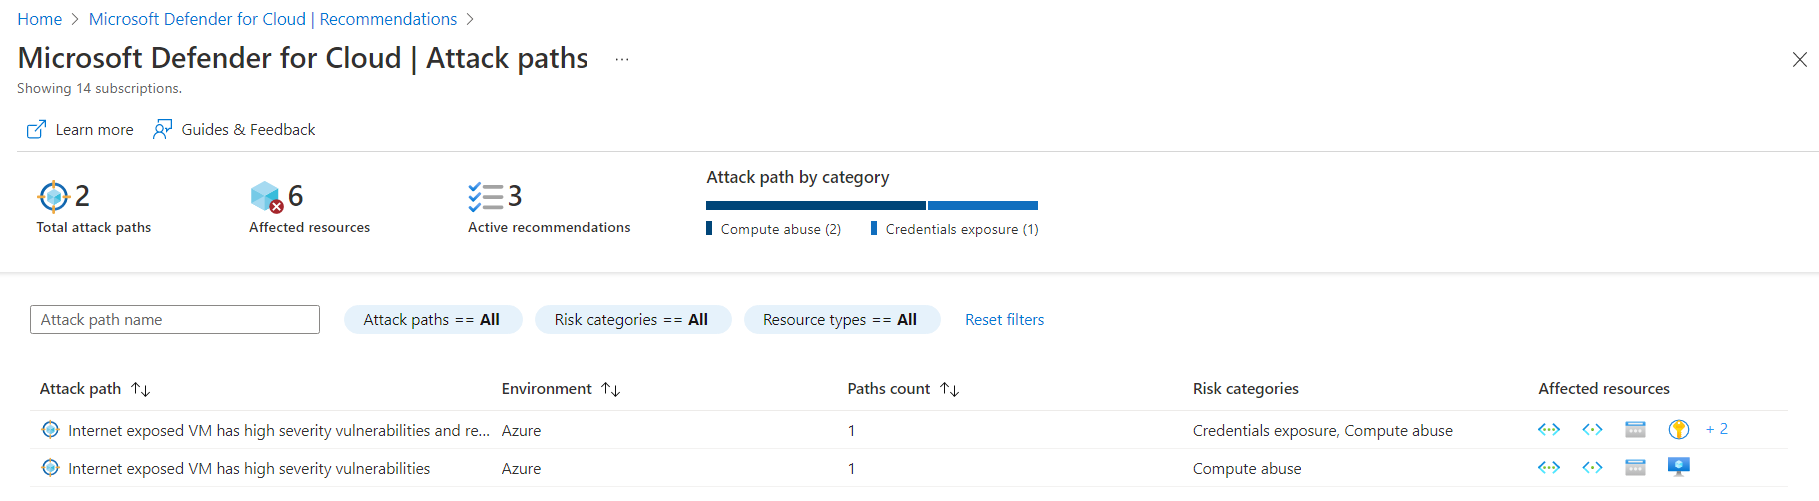 Home > Microsoft Defender for Cloud | Recommendations >
Microsoft Defender for Cloud | Attack paths ...
Showing 14 subscriptions.
Learn more Guides & Feedback
2 6 3
Total attack paths Affected resources Active recommendations
Attack path by category
Compute abuse (2) Credentials exposure (1)
Attack path name Attack paths == All Risk categories == All Resource types == All Reset filters
Attack path ↑↓ Environment ↑↓ Paths count ↑↓ Risk categories Affected resources
Internet exposed VM has high severity vulnerabilities and re... Azure 1 Credentials exposure, Compute abuse + 2
Internet exposed VM has high severity vulnerabilities Azure 1 Compute abuse